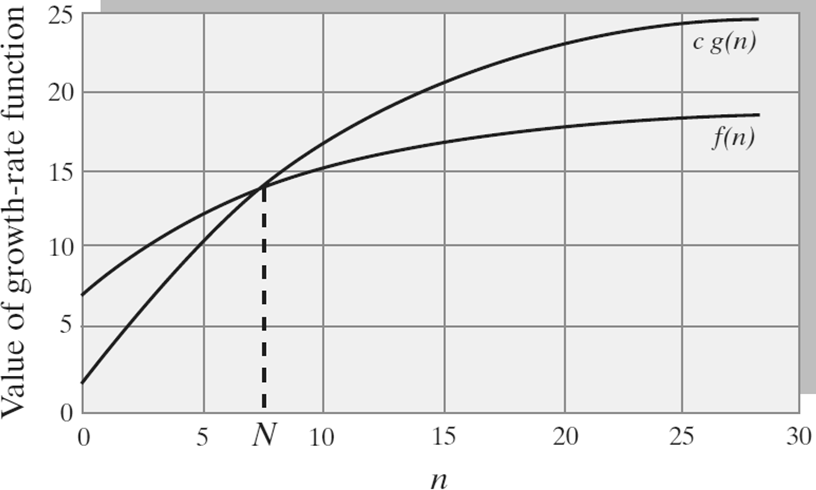 Value of growth-rate function
25
20
15
10
5
0
c g(n)
f(n)
0 5 N 10 15 20 25 30
n